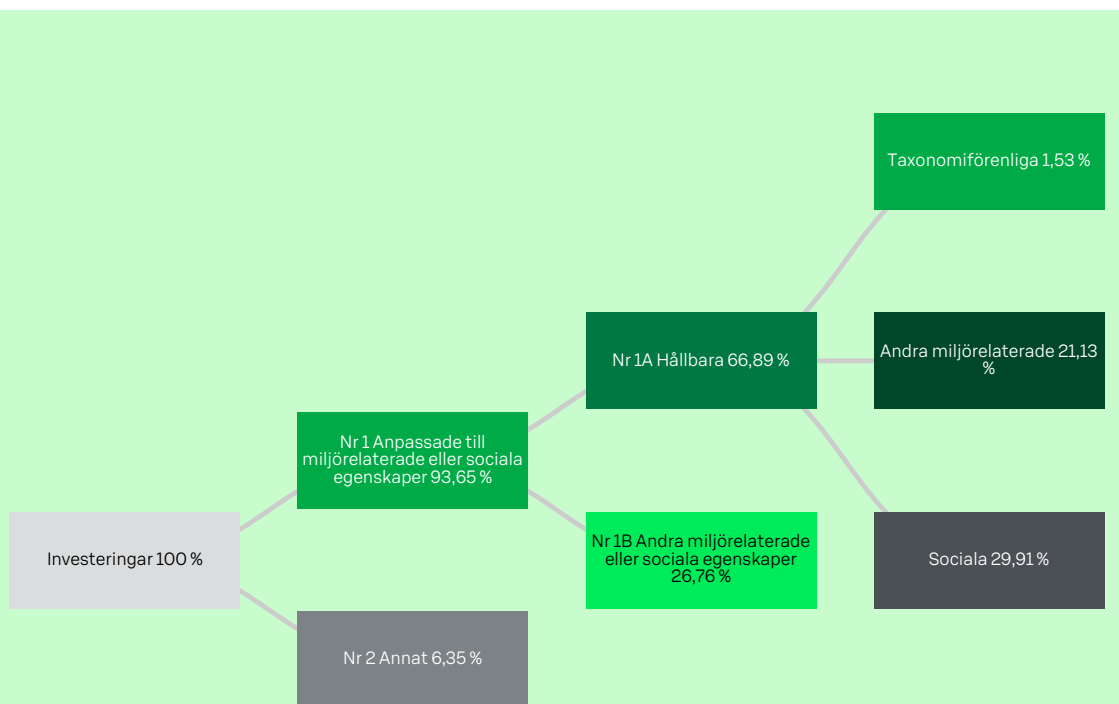 Taxonomiförenliga 1,53 %
Nr 1A Hållbara 66,89 %
Andra miljörelaterade 21,13
%
Nr 1 Anpassade till
miljörelaterade eller sociala
egenskaper 93,65 %
Investeringar 100 %
Nr 1B Andra miljörelaterade
eller sociala egenskaper
26,76 %
Sociala 29,91 %
Nr 2 Annat 6,35 %